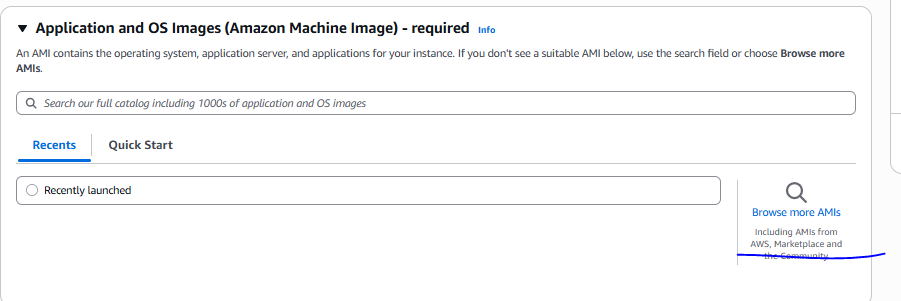 Application and OS Images (Amazon Machine Image) - required Info
An AMI contains the operating system, application server, and applications for your instance. If you don't see a suitable AMI below, use the search field or choose Browse more
AMIs.
Search our full catalog including 1000s of application and OS images
Recents Quick Start
Recently launched
Browse more AMIs
Including AMIs from
AWS, Marketplace and
the Community